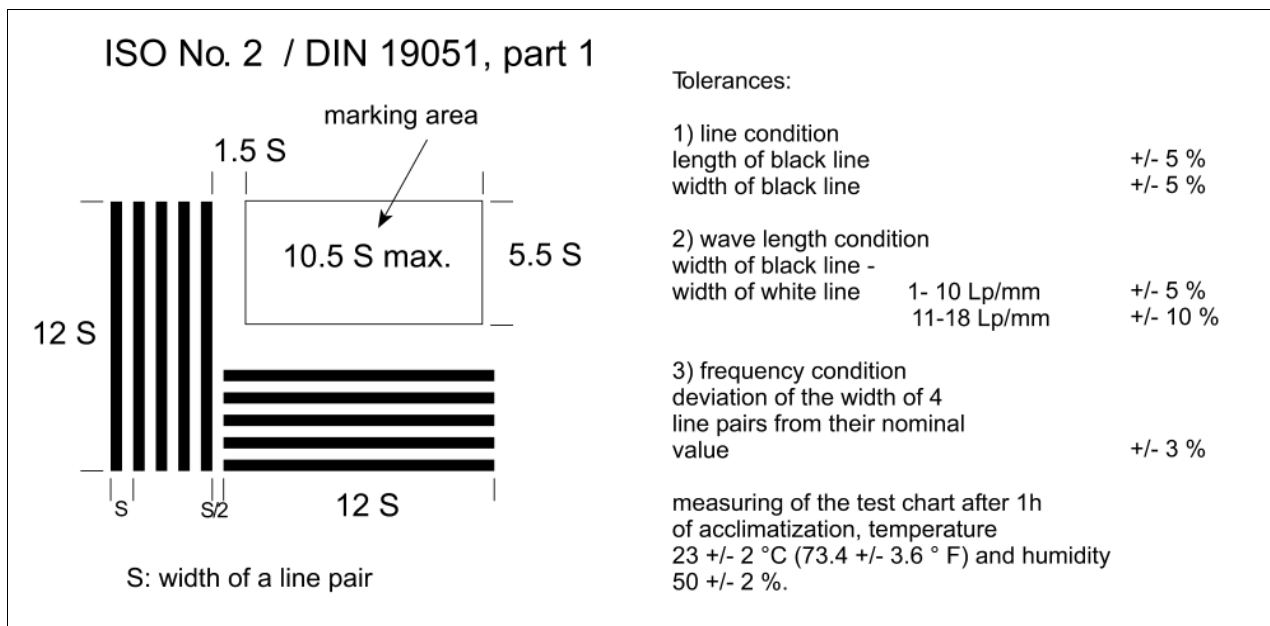 ISO No. 2 / DIN 19051, part 1
marking area
1.5 S
10.5 S max.
5.5 S
12 S
S
S/2
12 S
S: width of a line pair
Tolerances:
1) line condition
length of black line +/- 5 %
width of black line +/- 5 %
2) wave length condition
width of black line -
width of white line 1- 10 Lp/mm +/- 5 %
11-18 Lp/mm +/- 10 %
3) frequency condition
deviation of the width of 4
line pairs from their nominal
value +/- 3 %
measuring of the test chart after 1h
of acclimatization, temperature
23 +/- 2 °C (73.4 +/- 3.6 ° F) and humidity
50 +/- 2 %.